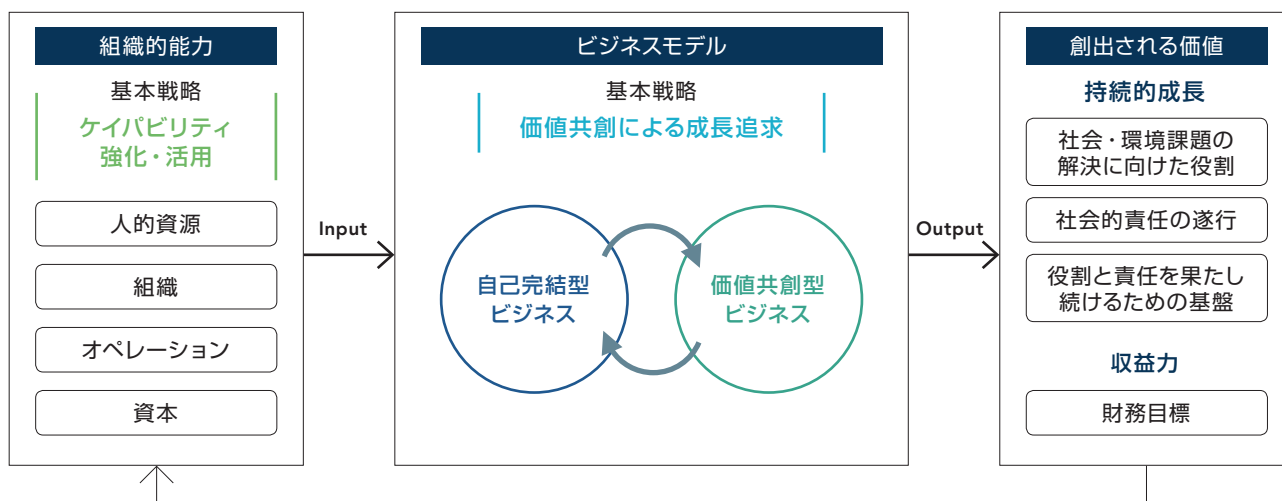 組織的能力
基本戦略
ケイパビリティ
強化・活用
人的資源
組織
オペレーション
資本
Input
ビジネスモデル
基本戦略
価値共創による成長追求
自己完結型
ビジネス
価値共創型
ビジネス
Output
創出される価値
持続的成長
社会・環境課題の
解決に向けた役割
社会的責任の遂行
役割と責任を果たし
続けるための基盤
収益力
財務目標